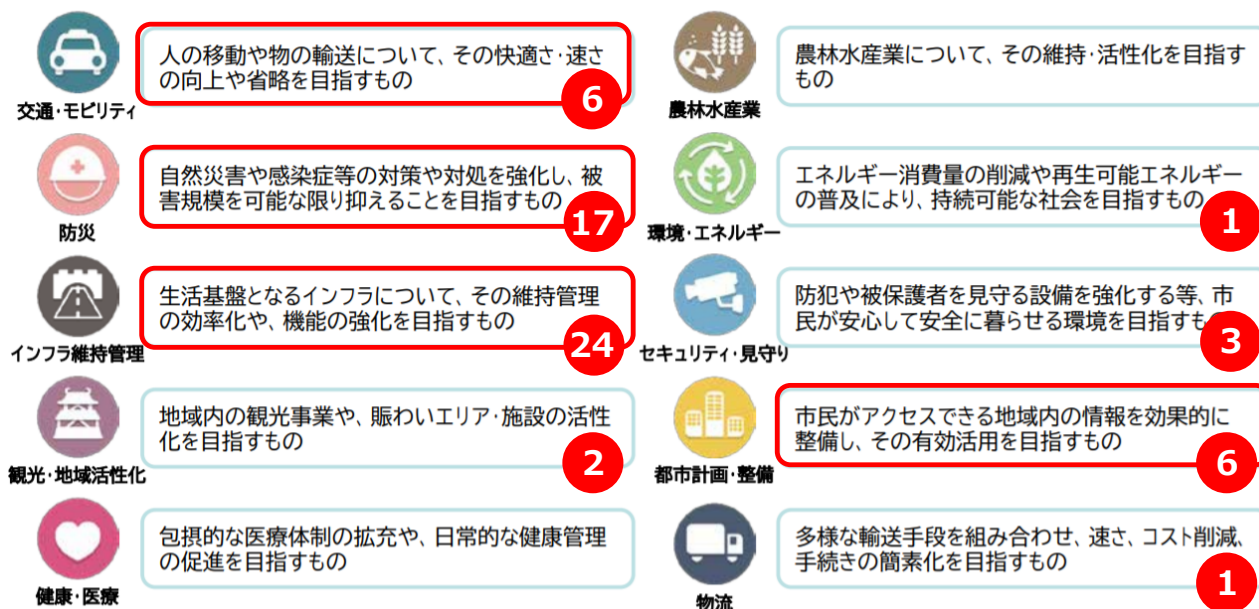 人の移動や物の輸送について、その快適さ・速さ
の向上や省略を目指すもの
6
交通・モビリティ
自然災害や感染症等の対策や対処を強化し、被
害規模を可能な限り抑えることを目指すもの
17
防災
生活基盤となるインフラについて、その維持管理
の効率化や、機能の強化を目指すもの
24
インフラ維持管理
地域内の観光事業や、賑わいエリア・施設の活性
化を目指すもの
2
観光・地域活性化
包摂的な医療体制の拡充や、日常的な健康管理
の促進を目指すもの
健康・医療
農林水産業について、その維持・活性化を目指す
もの
農林水産業
エネルギー消費量の削減や再生可能エネルギー
の普及により、持続可能な社会を目指すもの
1
環境・エネルギー
防犯や被保護者を見守る設備を強化する等、市
民が安心して安全に暮らせる環境を目指すもの
3
セキュリティ・見守り
市民がアクセスできる地域内の情報を効果的に
整備し、その有効活用を目指すもの
6
都市計画・整備
多様な輸送手段を組み合わせ、速さ、コスト削減、
手続きの簡素化を目指すもの
1
物流